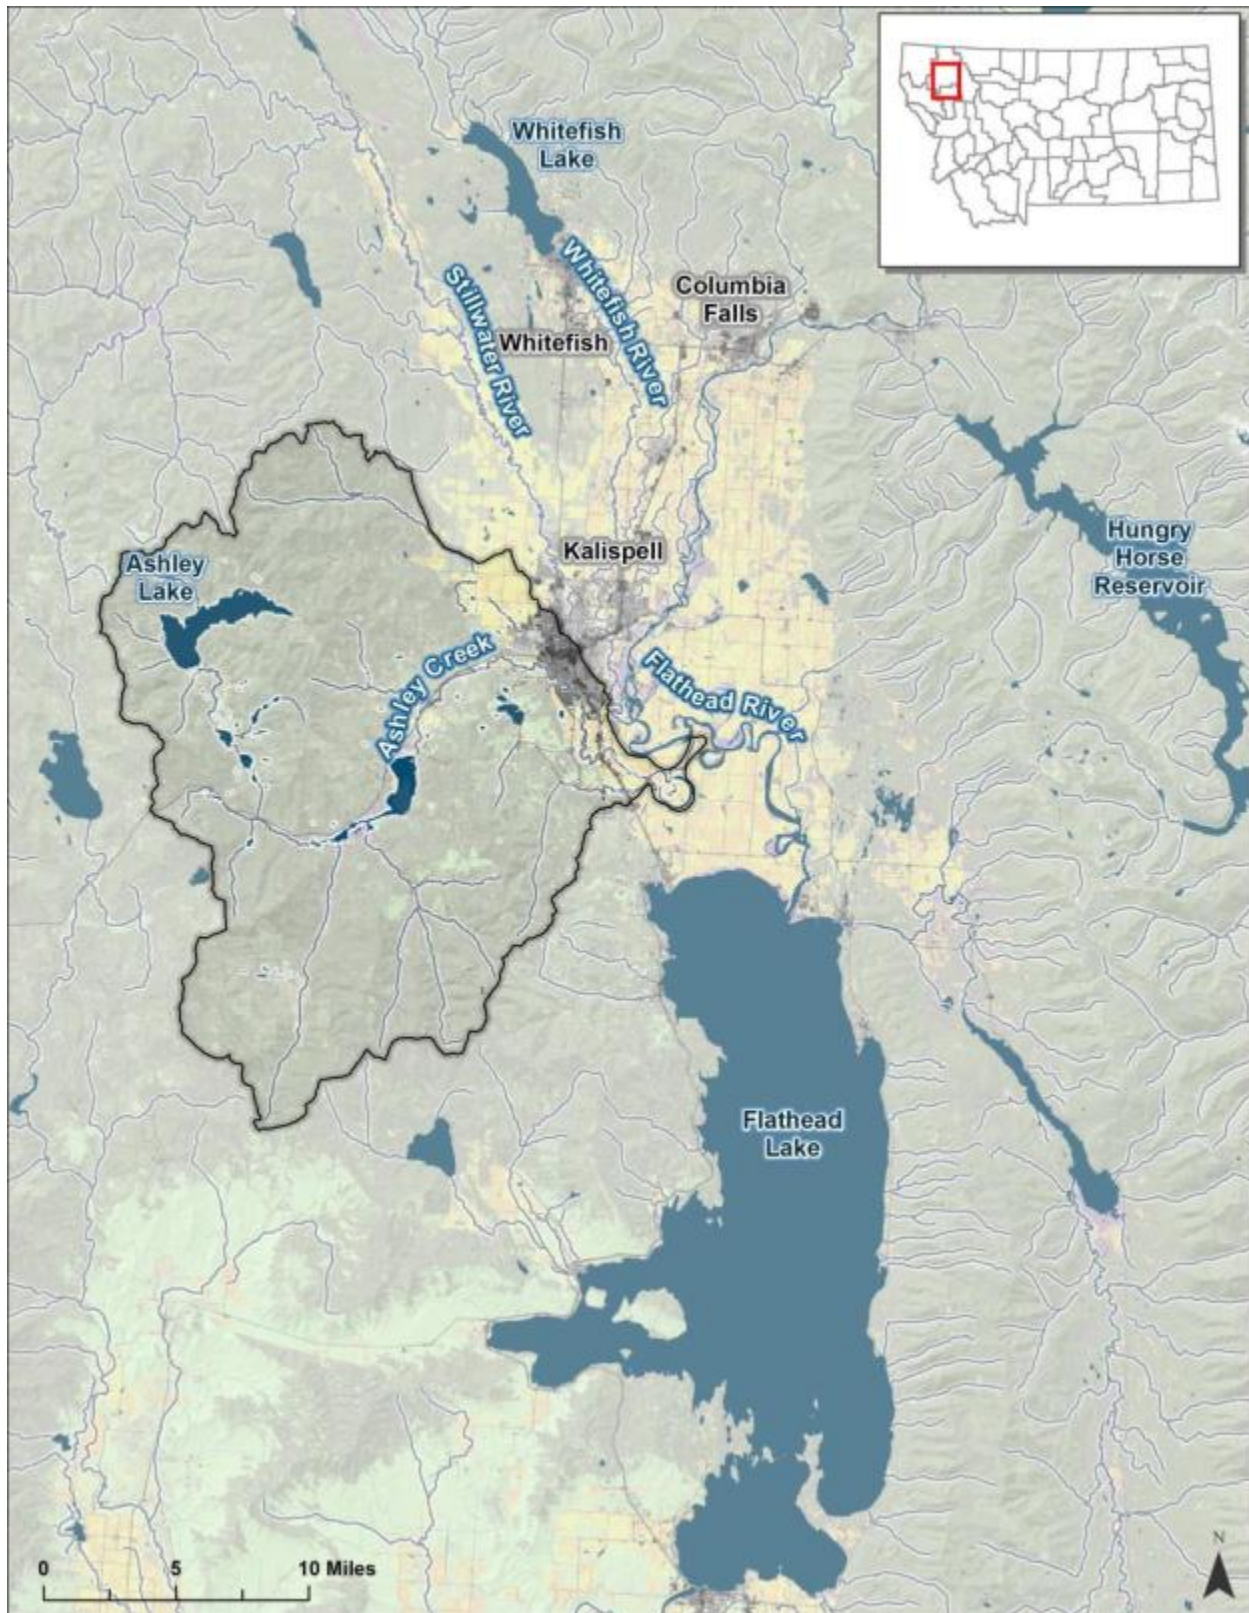 Whitefish
Lake
Whitefish River
Columbia
Falls
Stillwater River
Whitefish
Hungry
Horse
Reservoir
Kalispell
Ashley
Lake
Ashley Creek
Flathead River
Flathead
Lake
0 5 10 Miles
N